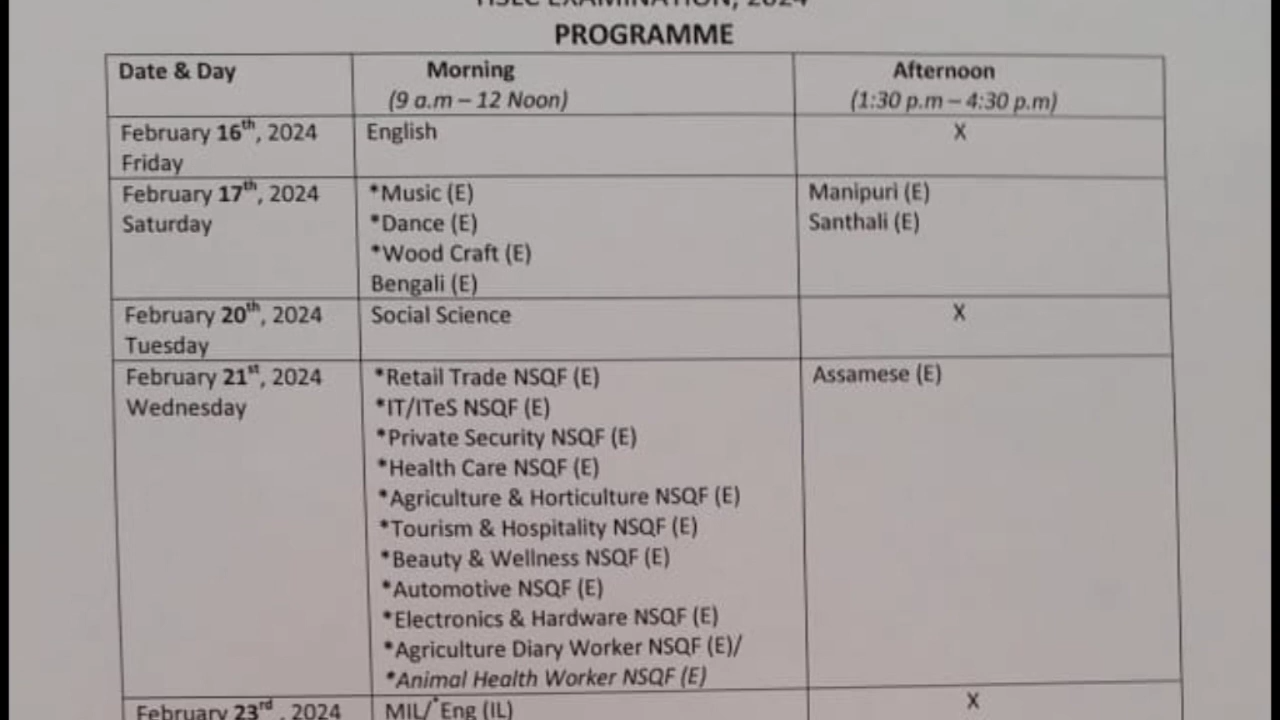 HSLC EXAMINATION, 2024
PROGRAMME
Date & Day Morning Afternoon
(9 a.m – 12 Noon) (1:30 p.m – 4:30 p.m)
February 16th, 2024 English X
Friday
February 17th, 2024 *Music (E) Manipuri (E)
Saturday *Dance (E) Santhali (E)
*Wood Craft (E)
Bengali (E)
February 20th, 2024 Social Science X
Tuesday
February 21st, 2024 *Retail Trade NSQF (E) Assamese (E)
Wednesday *IT/ITeS NSQF (E)
*Private Security NSQF (E)
*Health Care NSQF (E)
*Agriculture & Horticulture NSQF (E)
*Tourism & Hospitality NSQF (E)
*Beauty & Wellness NSQF (E)
*Automotive NSQF (E)
*Electronics & Hardware NSQF (E)
*Agriculture Diary Worker NSQF (E)/
*Animal Health Worker NSQF (E)
February 23rd , 2024 MIL/*Eng (IL) X